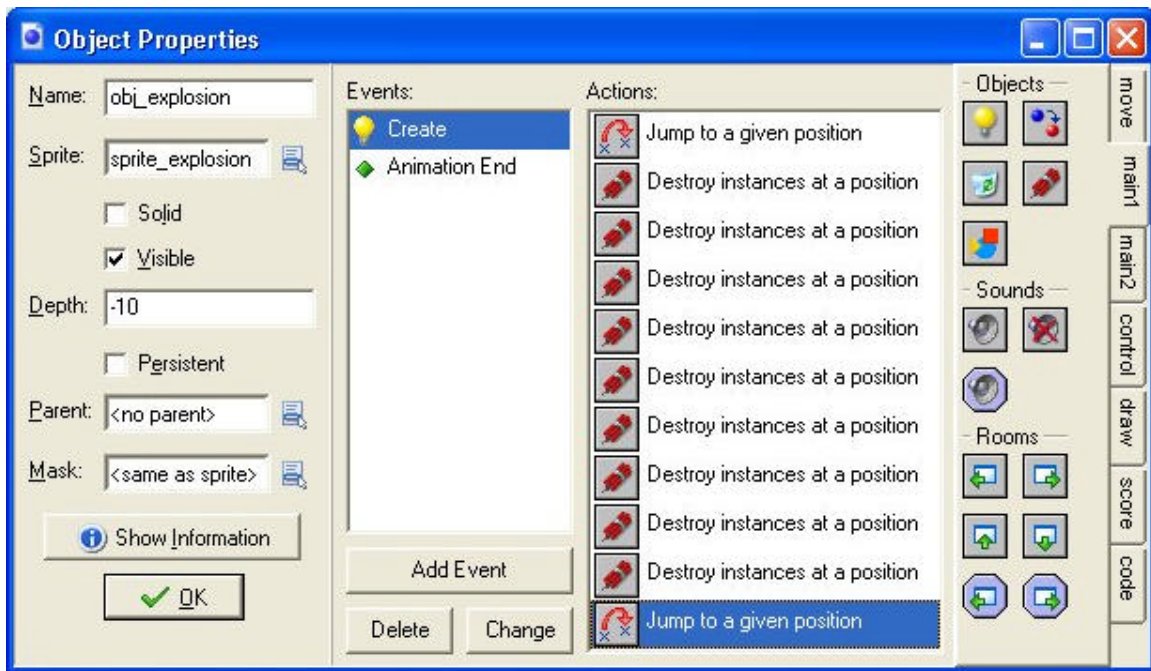 Object Properties
Name:
obj_explosion
Sprite:
sprite_explosion
Solid
Visible
Depth:
-10
Persistent
Parent:
<no parent>
Mask:
<same as sprite>
Show Information
OK
Events:
Create
Animation End
Add Event
Delete
Change
Actions:
Jump to a given position
Destroy instances at a position
Destroy instances at a position
Destroy instances at a position
Destroy instances at a position
Destroy instances at a position
Destroy instances at a position
Destroy instances at a position
Destroy instances at a position
Destroy instances at a position
Jump to a given position
Objects
Sounds
Rooms
move
main1
main2
control
draw
score
code